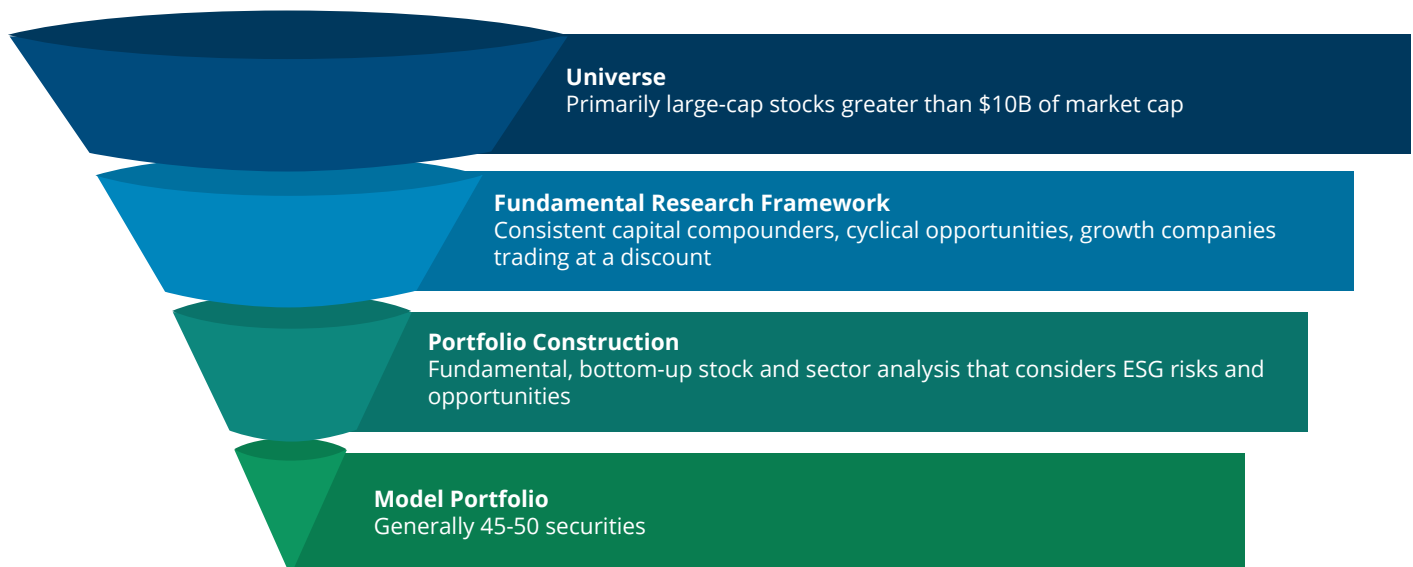 Universe
Primarily large-cap stocks greater than $10B of market cap
Fundamental Research Framework
Consistent capital compounders, cyclical opportunities, growth companies
trading at a discount
Portfolio Construction
Fundamental, bottom-up stock and sector analysis that considers ESG risks and
opportunities
Model Portfolio
Generally 45-50 securities